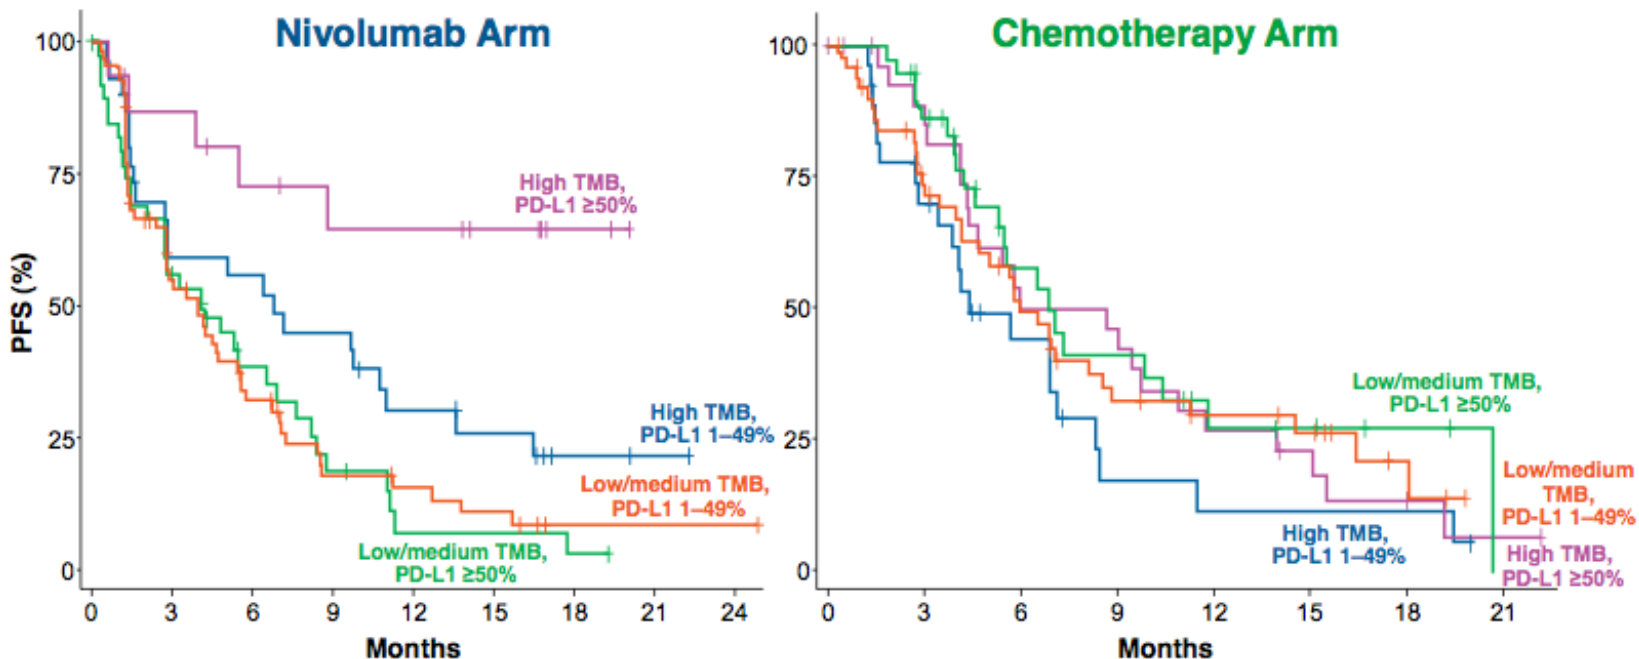 Nivolumab Arm
Chemotherapy Arm
PFS (%)
100
75
50
25
0
High TMB,
PD-L1 ≥50%
High TMB,
PD-L1 1–49%
Low/medium TMB,
PD-L1 1–49%
Low/medium TMB,
PD-L1 ≥50%
0 3 6 9 12 15 18 21 24
Months
100
75
50
25
0
Low/medium TMB,
PD-L1 ≥50%
Low/medium
TMB,
PD-L1 1–49%
High TMB,
PD-L1 1–49%
High TMB,
PD-L1 ≥50%
0 3 6 9 12 15 18 21
Months